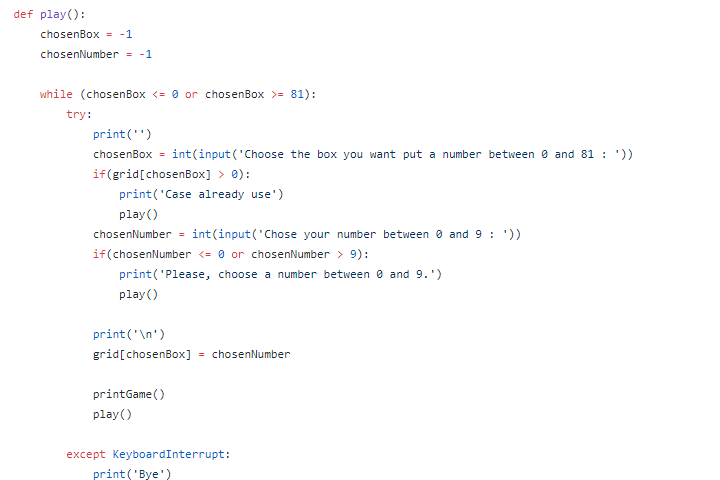 def play():
    chosenBox = -1
    chosenNumber = -1

    while (chosenBox <= 0 or chosenBox >= 81):
        try:
            print('')
            chosenBox = int(input('Choose the box you want put a number between 0 and 81 : '))
            if(grid[chosenBox] > 0):
                print('Case already use')
                play()
            chosenNumber = int(input('Chose your number between 0 and 9 : '))
            if(chosenNumber <= 0 or chosenNumber > 9):
                print('Please, choose a number between 0 and 9.')
                play()

            print('\n')
            grid[chosenBox] = chosenNumber

            printGame()
            play()

        except KeyboardInterrupt:
            print('Bye')